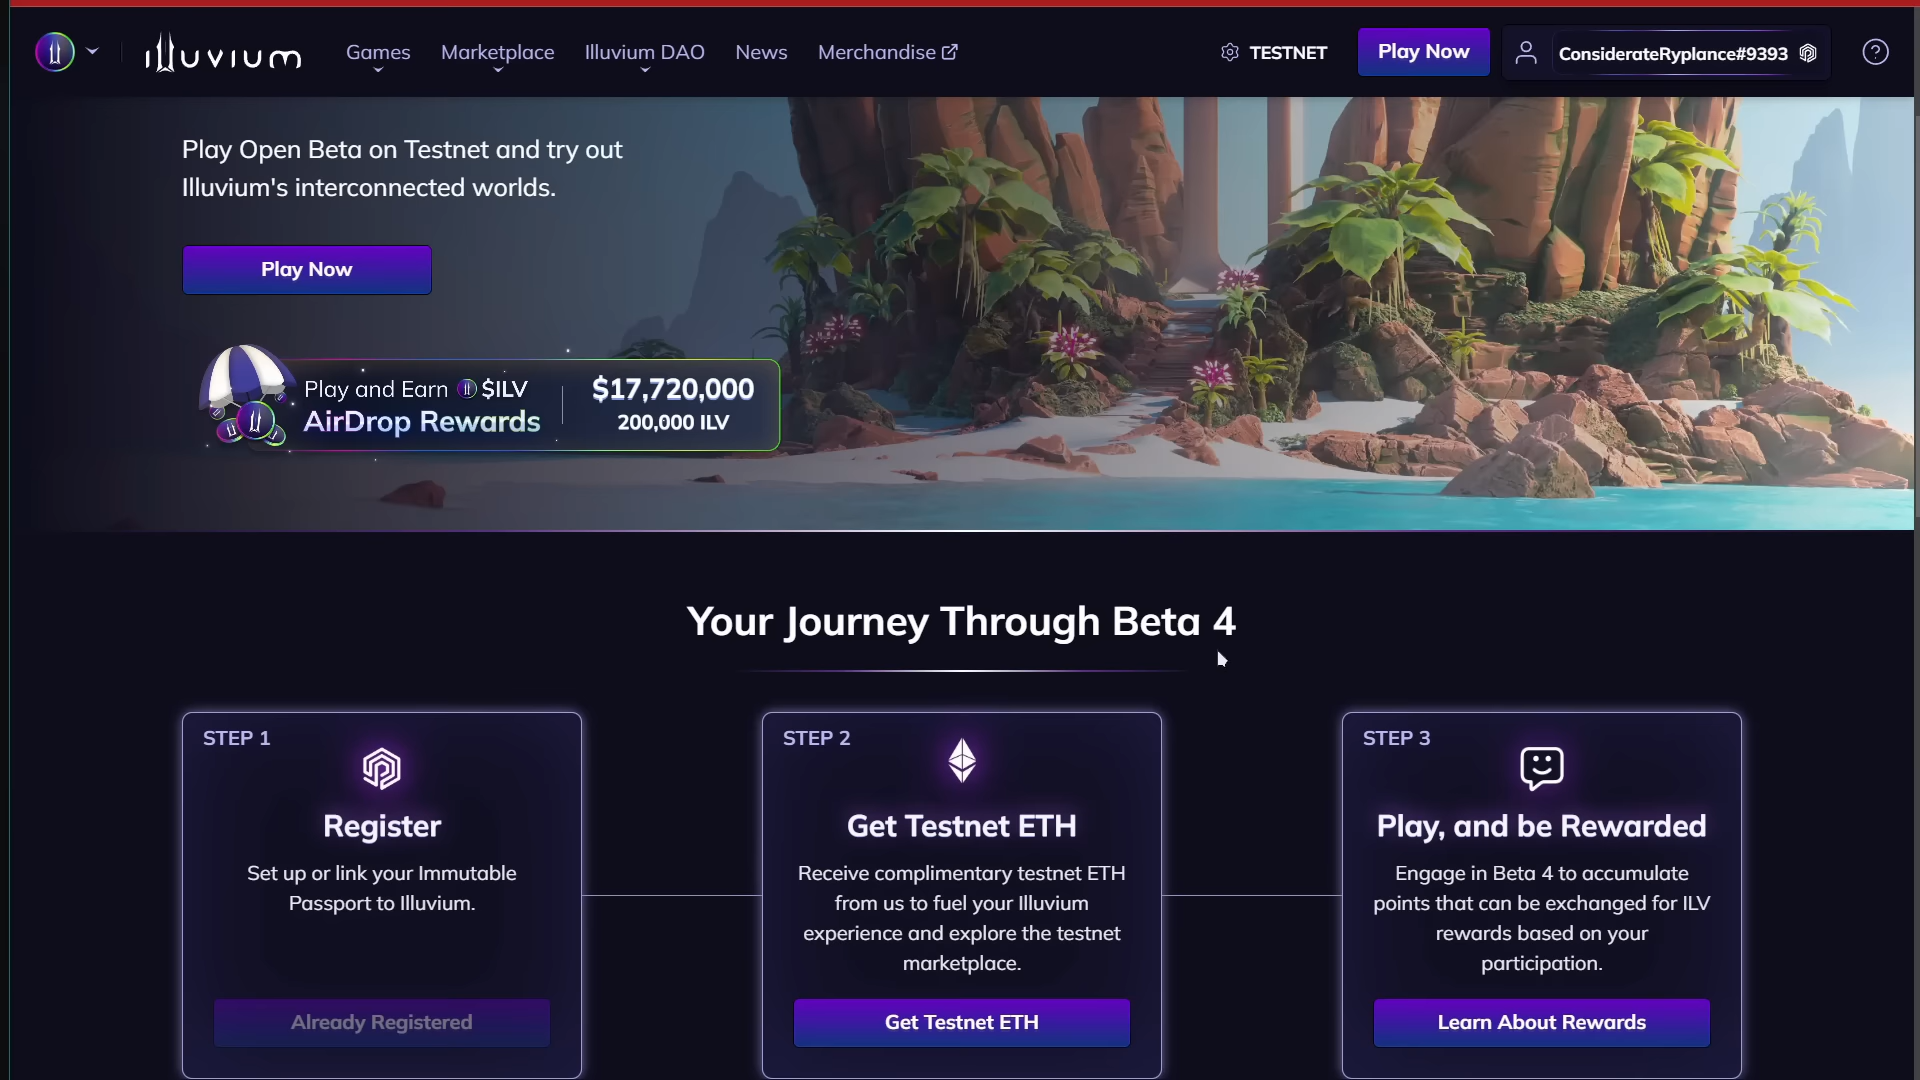 illuvium
Games
Marketplace
Illuvium DAO
News
Merchandise
TESTNET
Play Now
ConsiderateRyplance#9393
Play Open Beta on Testnet and try out
Illuvium's interconnected worlds.
Play Now
Play and Earn $ILV
AirDrop Rewards
$17,720,000
200,000 ILV
Your Journey Through Beta 4
STEP 1
Register
Set up or link your Immutable
Passport to Illuvium.
Already Registered
STEP 2
Get Testnet ETH
Receive complimentary testnet ETH
from us to fuel your Illuvium
experience and explore the testnet
marketplace.
Get Testnet ETH
STEP 3
Play, and be Rewarded
Engage in Beta 4 to accumulate
points that can be exchanged for ILV
rewards based on your
participation.
Learn About Rewards